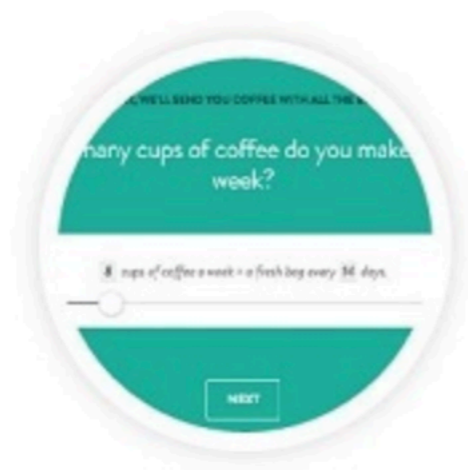 WE'LL SEND YOU COFFEE WITH ALL THE
many cups of coffee do you make
week?
8 cups of coffee a week = a fresh bag every 14 days.
NEXT